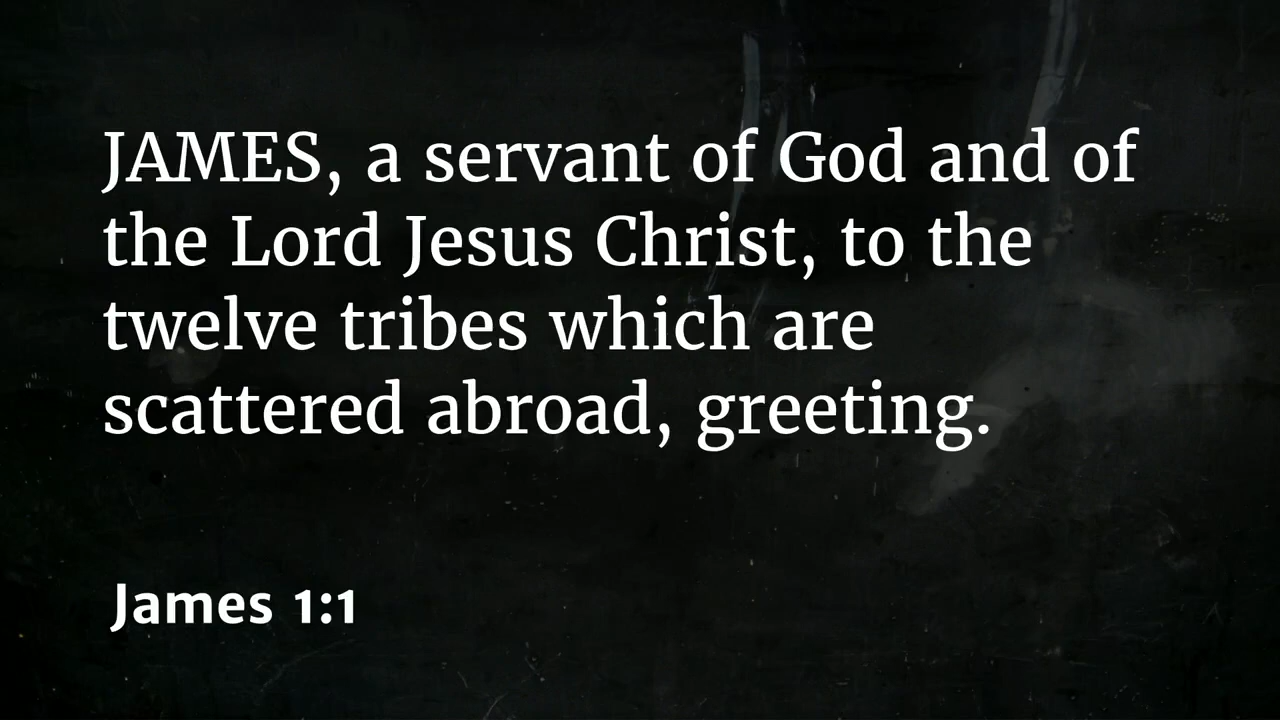 JAMES, a servant of God and of
the Lord Jesus Christ, to the
twelve tribes which are
scattered abroad, greeting.
James 1:1